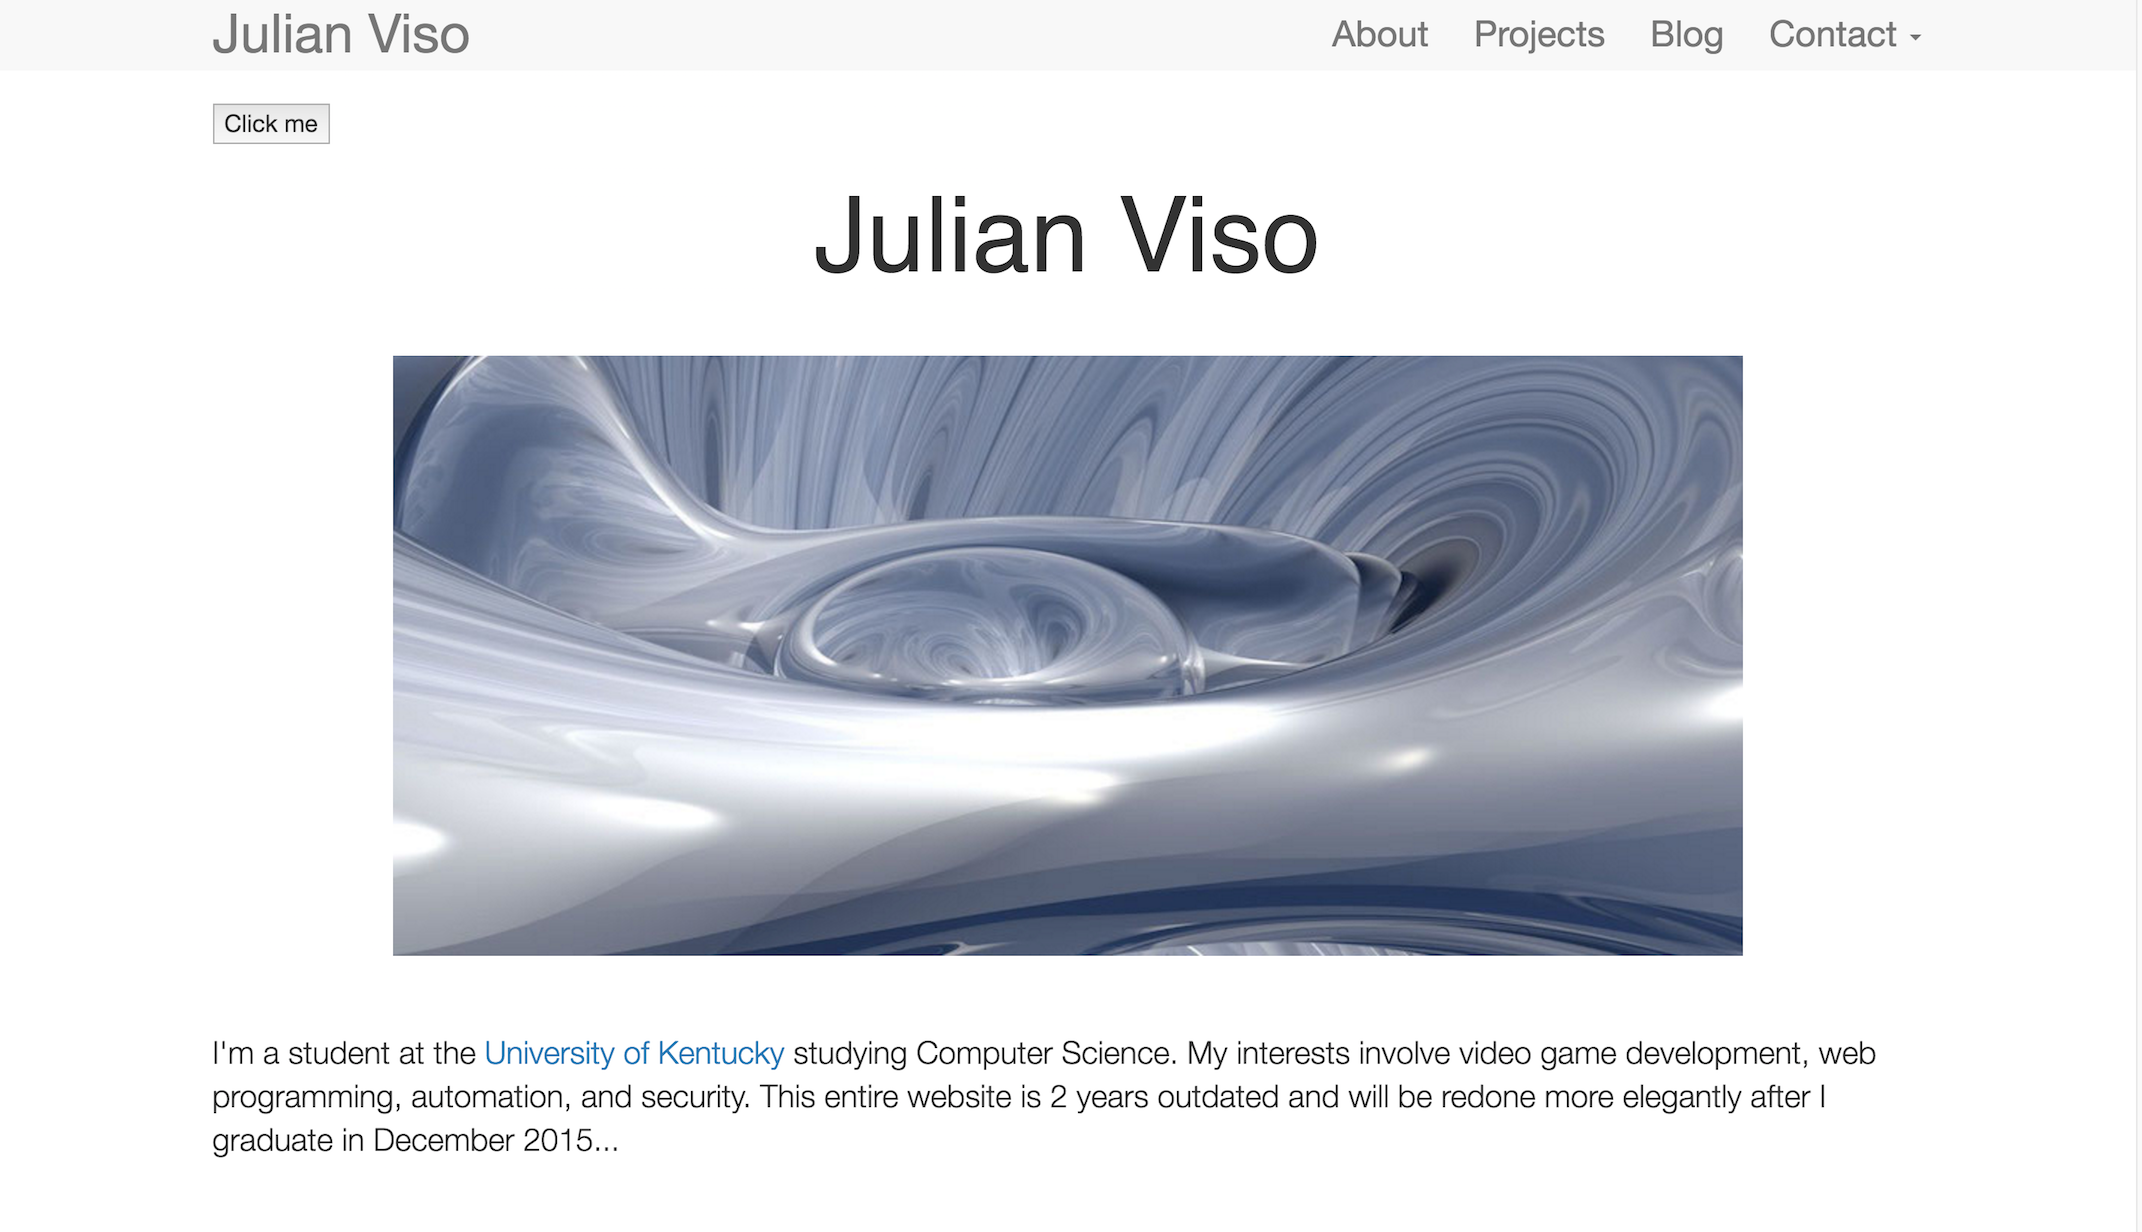 Julian Viso
About Projects Blog Contact
Click me
Julian Viso
I'm a student at the University of Kentucky studying Computer Science. My interests involve video game development, web
programming, automation, and security. This entire website is 2 years outdated and will be redone more elegantly after I
graduate in December 2015...